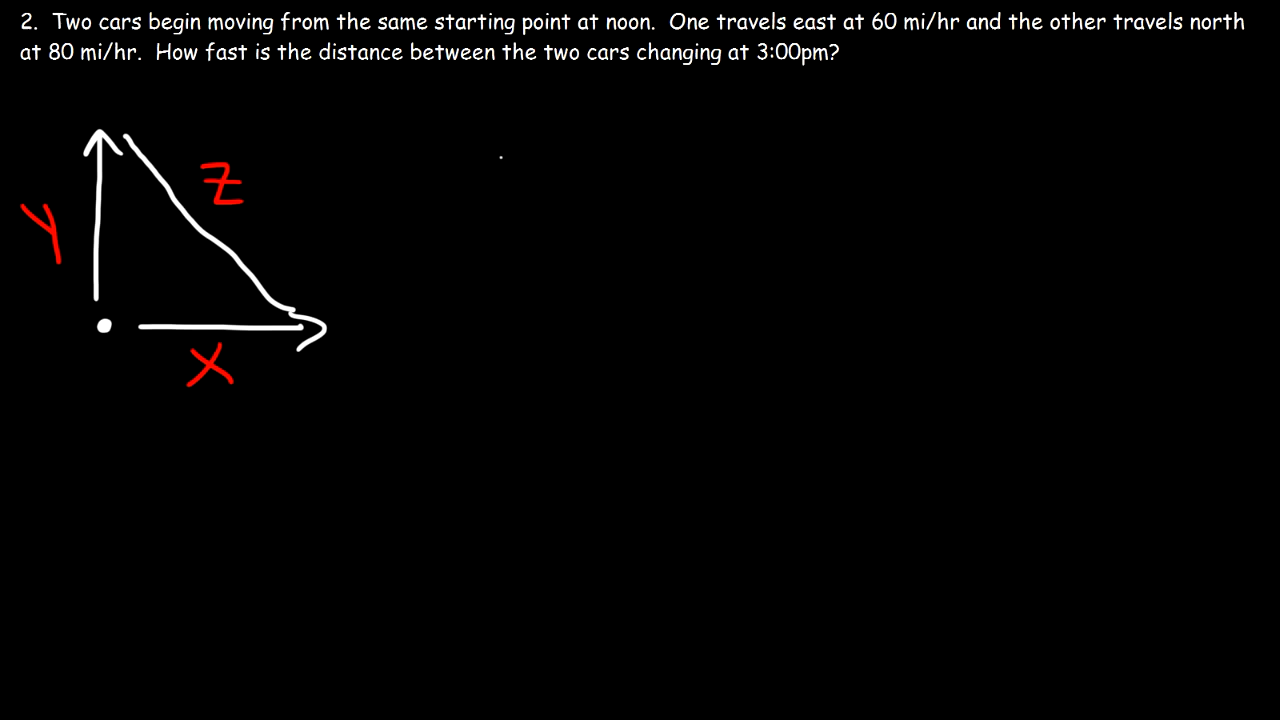 2. Two cars begin moving from the same starting point at noon. One travels east at 60 mi/hr and the other travels north
at 80 mi/hr. How fast is the distance between the two cars changing at 3:00pm?
z
y
x